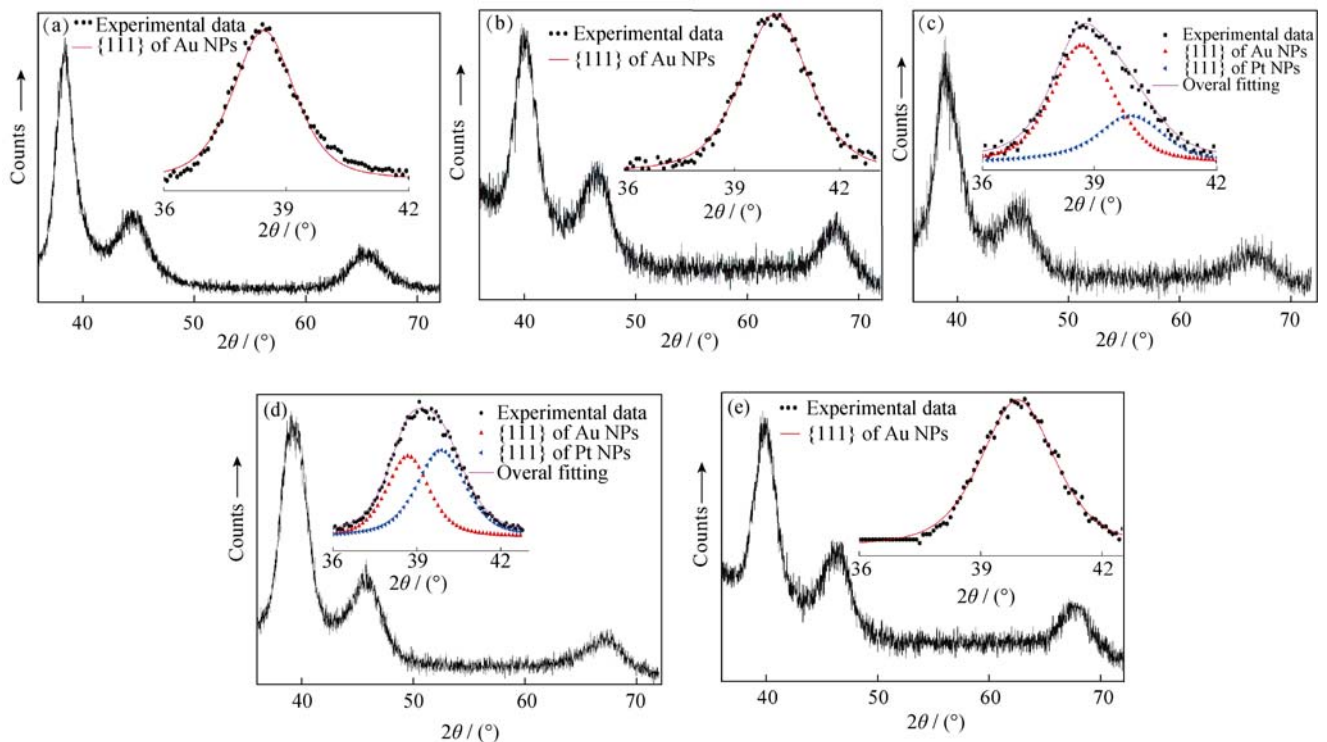 (a)
Experimental data
{111} of Au NPs
Counts
36 39 42
2θ / (°)
40 50 60 70
2θ / (°)
(b)
Experimental data
{111} of Au NPs
Counts
36 39 42
2θ / (°)
40 50 60 70
2θ / (°)
(c)
Experimental data
{111} of Au NPs
{111} of Pt NPs
Overal fitting
Counts
36 39 42
2θ / (°)
40 50 60 70
2θ / (°)
(d)
Experimental data
{111} of Au NPs
{111} of Pt NPs
Overal fitting
Counts
36 39 42
2θ / (°)
40 50 60 70
2θ / (°)
(e)
Experimental data
{111} of Au NPs
Counts
36 39 42
2θ / (°)
40 50 60 70
2θ / (°)